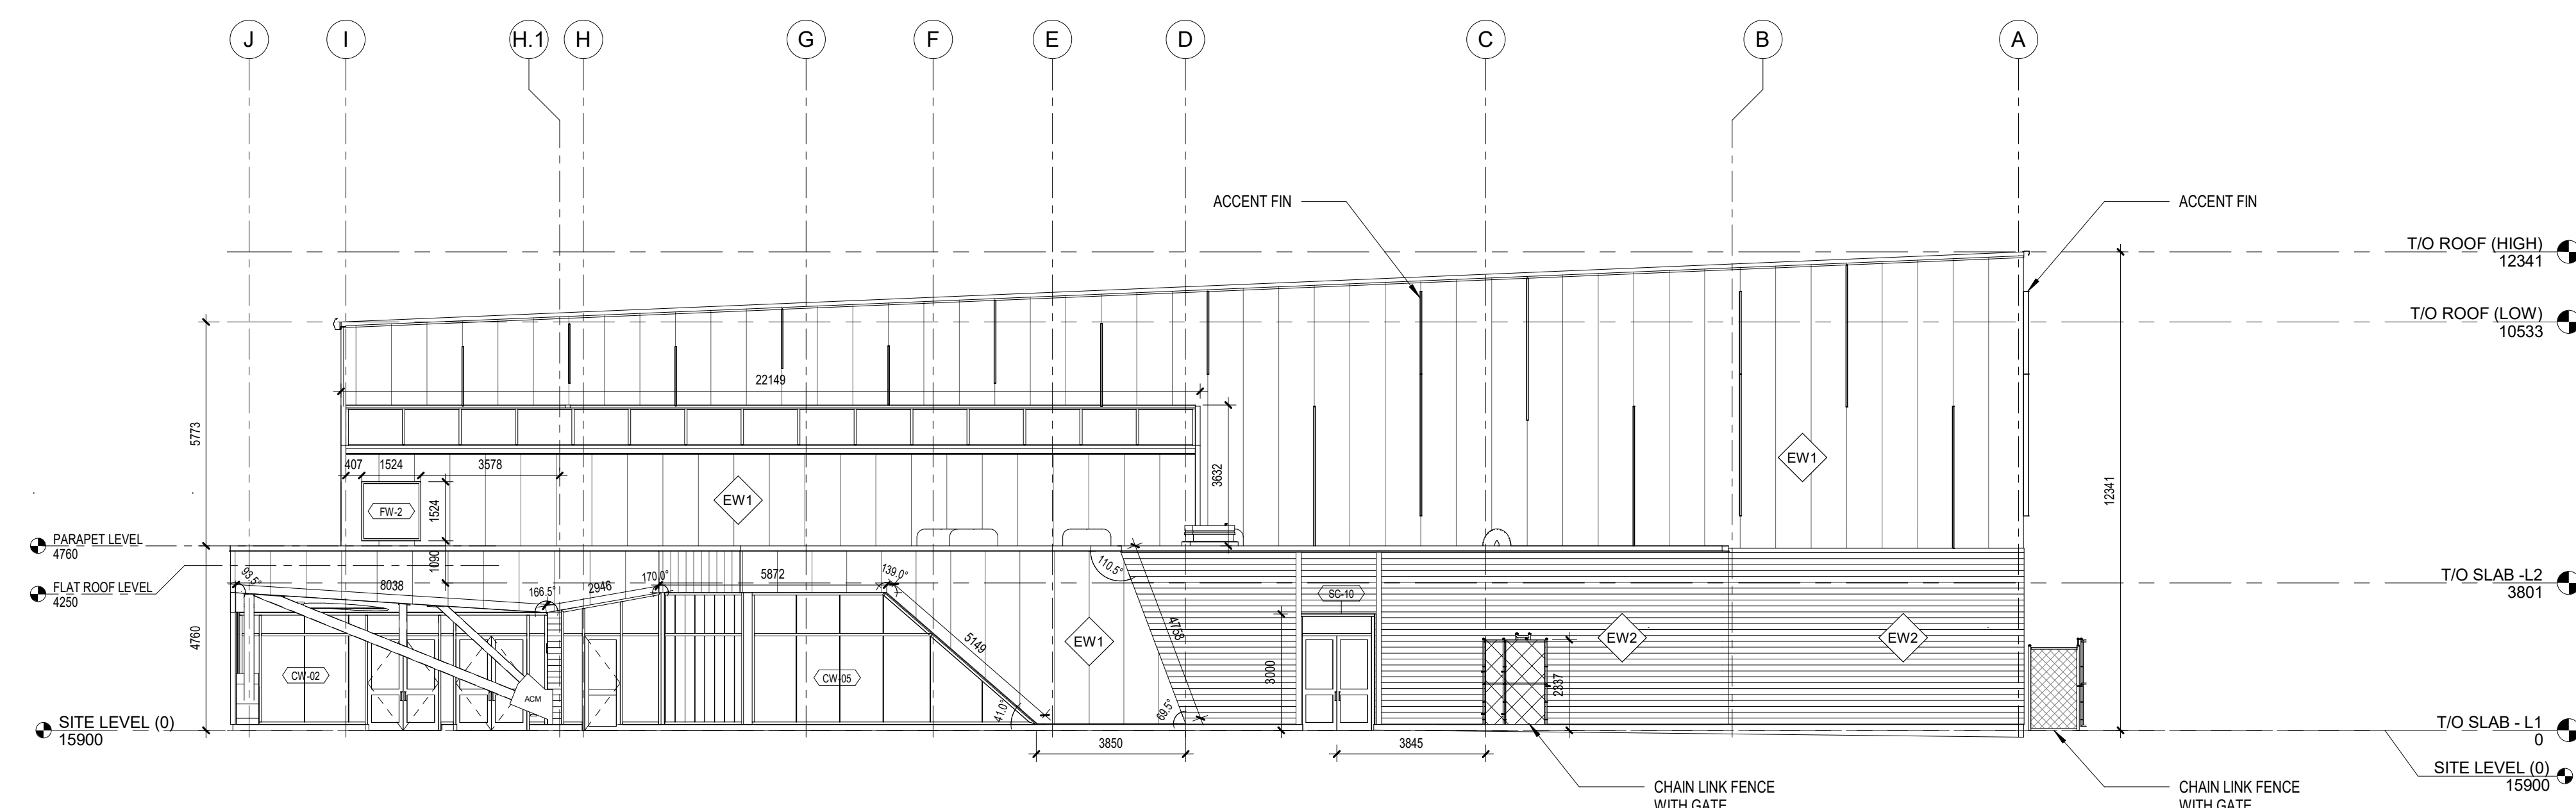 J
I
H.1
H
G
F
E
D
C
B
A
ACCENT FIN
ACCENT FIN
T/O ROOF (HIGH)
12341
T/O ROOF (LOW)
10533
22149
5773
407
1524
3578
3632
12341
EW1
EW1
FW-2
1524
PARAPET LEVEL
4760
FLAT ROOF LEVEL
4250
1090
93.5°
8038
166.5°
2946
170.0°
5872
139.0°
110.5°
T/O SLAB -L2
3801
SC-10
4760
5149
4758
EW1
EW2
EW2
3000
2337
CW-02
CW-05
ACM
41.0°
69.5°
SITE LEVEL (0)
15900
T/O SLAB - L1
0
3850
3845
SITE LEVEL (0)
15900
CHAIN LINK FENCE
WITH GATE
CHAIN LINK FENCE
WITH GATE